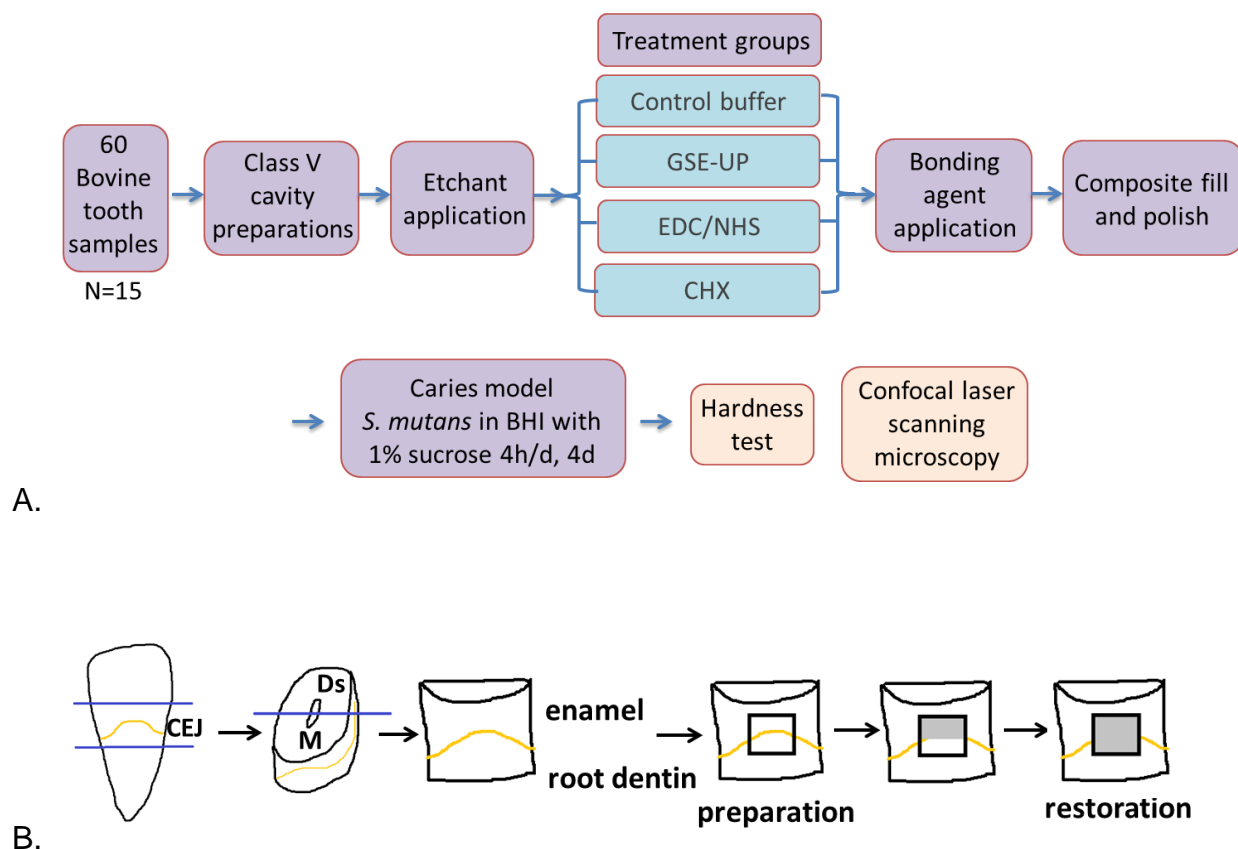 Treatment groups
60
Bovine
tooth
samples
N=15
Class V
cavity
preparations
Etchant
application
Control buffer
GSE-UP
EDC/NHS
CHX
Bonding
agent
application
Composite fill
and polish
Caries model
S. mutans in BHI with
1% sucrose 4h/d, 4d
Hardness
test
Confocal laser
scanning
microscopy
A.
CEJ
Ds
M
enamel
root dentin
preparation
restoration
B.